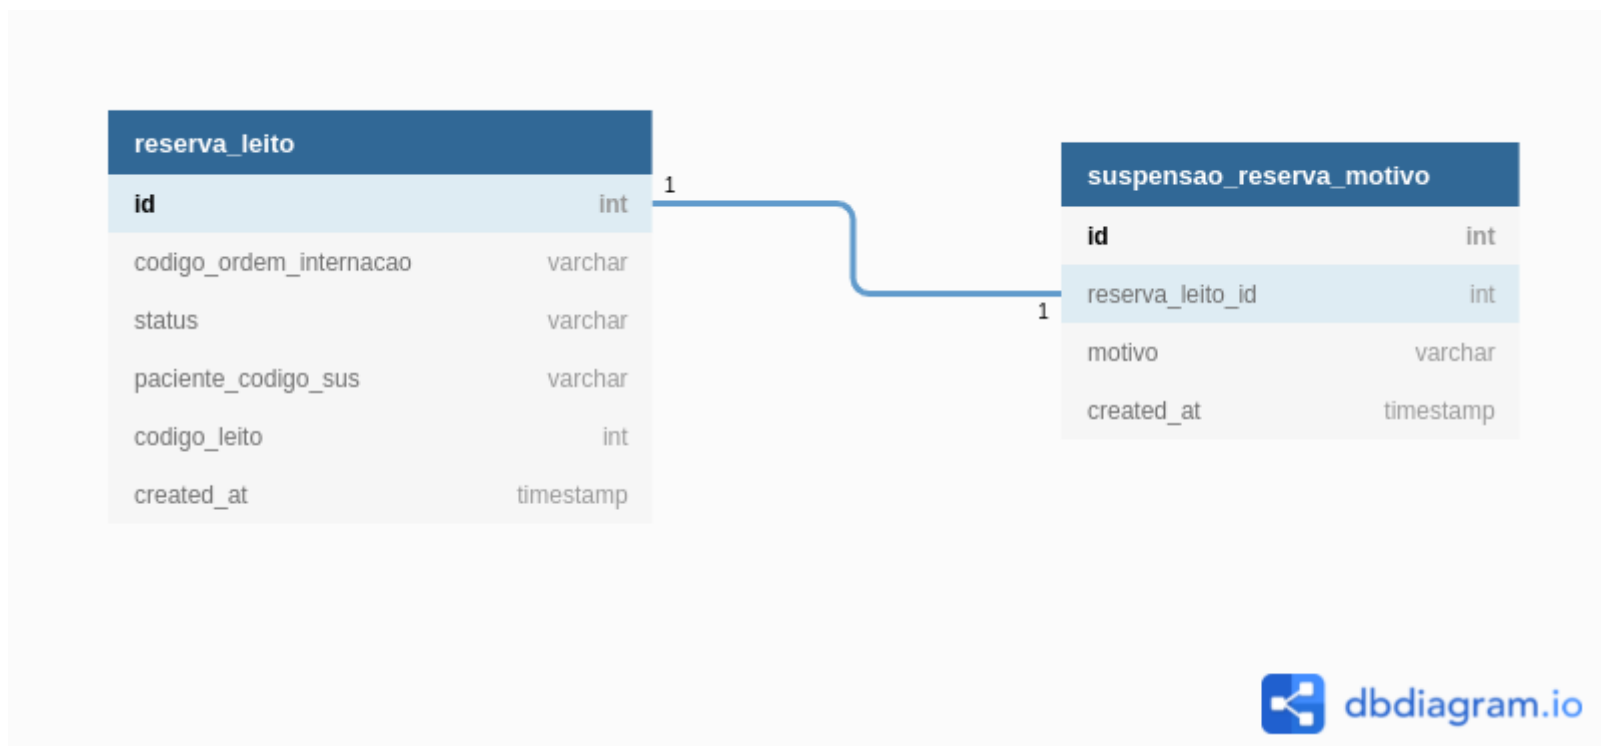 reserva_leito
id int
1
codigo_ordem_internacao varchar
status varchar
paciente_codigo_sus varchar
codigo_leito int
created_at timestamp
suspensao_reserva_motivo
id int
1
reserva_leito_id int
motivo varchar
created_at timestamp
dbdiagram.io